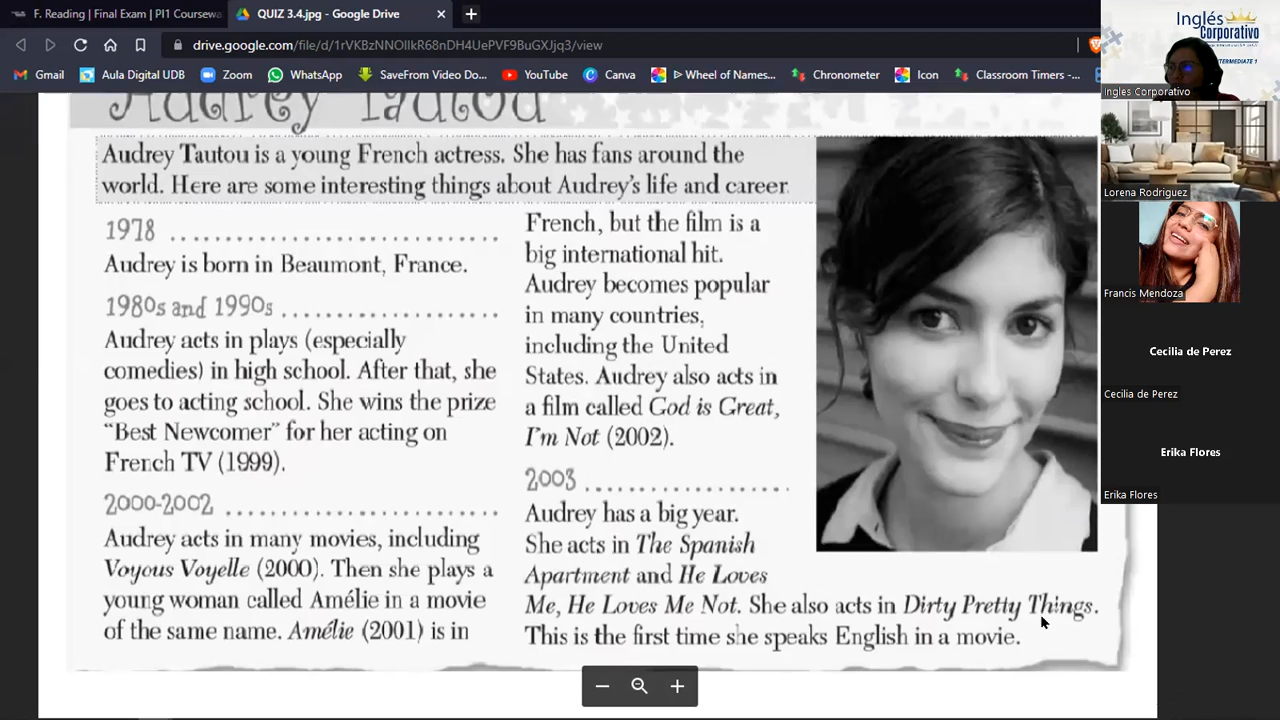 F. Reading | Final Exam | PI1 Coursewa
QUIZ 3.4.jpg - Google Drive
drive.google.com/file/d/1rVKBzNNOIlkR68nDH4UePVF9BuGXJjq3/view
Gmail
Aula Digital UDB
Zoom
WhatsApp
SaveFrom Video Do...
YouTube
Canva
Wheel of Names...
Chronometer
Icon
Classroom Timers -...
Audrey Tautou
Audrey Tautou is a young French actress. She has fans around the
world. Here are some interesting things about Audrey's life and career
1978
Audrey is born in Beaumont, France.
1980s and 1990s
Audrey acts in plays (especially
comedies) in high school. After that, she
goes to acting school. She wins the prize
“Best Newcomer” for her acting on
French TV (1999).
2000-2002
Audrey acts in many movies, including
Voyous Voyelle (2000). Then she plays a
young woman called Amélie in a movie
of the same name. Amélie (2001) is in
French, but the film is a
big international hit.
Audrey becomes popular
in many countries,
including the United
States. Audrey also acts in
a film called God is Great,
I'm Not (2002).
2003
Audrey has a big year.
She acts in The Spanish
Apartment and He Loves
Me, He Loves Me Not. She also acts in Dirty Pretty Things.
This is the first time she speaks English in a movie.
Inglés
Corporativo
INTERMEDIATE 1
Ingles Corporativo
Lorena Rodriguez
Francis Mendoza
Cecilia de Perez
Cecilia de Perez
Erika Flores
Erika Flores